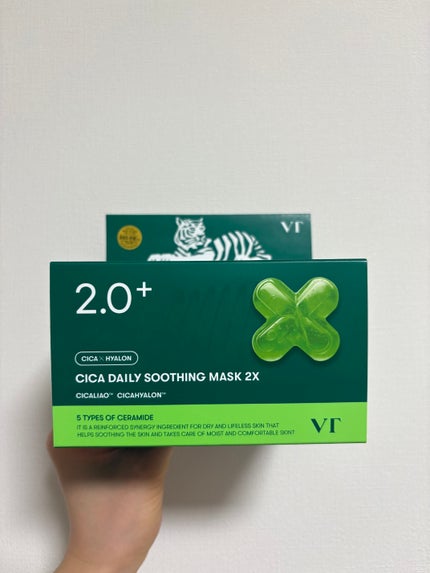 VT
2.0+
CICA × HYALON
CICA DAILY SOOTHING MASK 2X
CICALIAO™ CICAHYALON™
5 TYPES OF CERAMIDE
IT IS A REINFORCED SYNERGY INGREDIENT FOR DRY AND LIFELESS SKIN THAT
HELPS SOOTHING THE SKIN AND TAKES CARE OF MOIST AND COMFORTABLE SKINT
VT